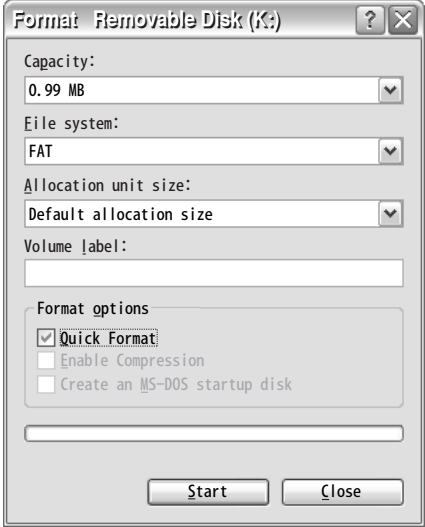 Format Removable Disk (K:)
?
Capacity:
0.99 MB
File system:
FAT
Allocation unit size:
Default allocation size
Volume label:
Format options
Quick Format
Enable Compression
Create an MS-DOS startup disk
Start Close